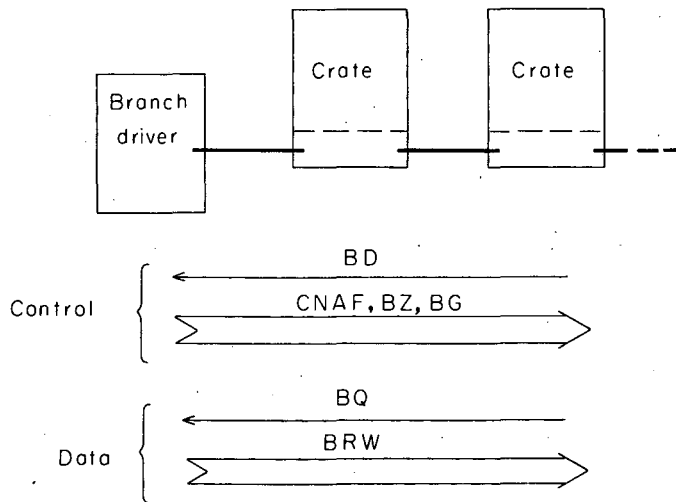 Crate
Crate
Branch
driver
BD
Control
CNAF, BZ, BG
BQ
Data
BRW